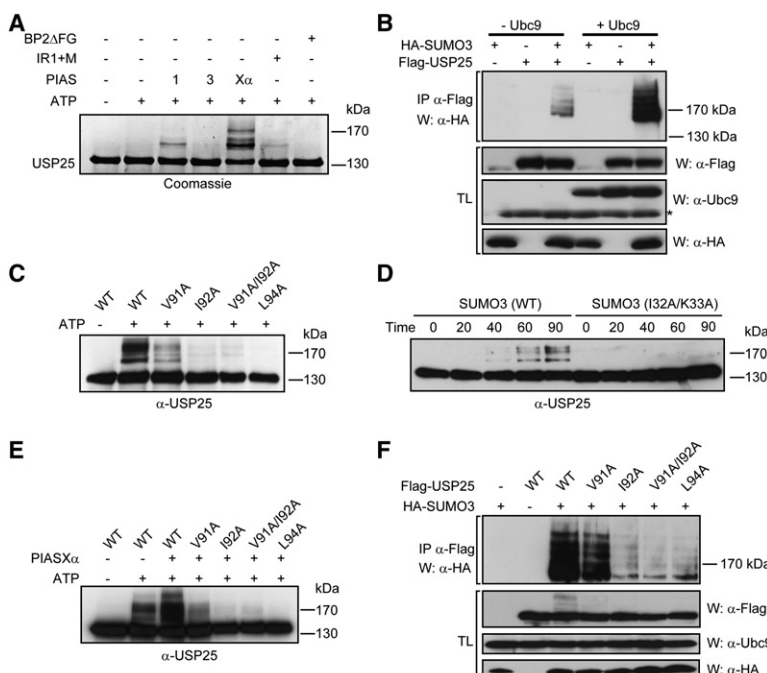 A
BP2ΔFG - - - - - - +
IR1+M - - - - - + -
PIAS - - 1 3 Xα - -
ATP - + + + + + +
kDa
170
USP25
130
Coomassie
B
- Ubc9 + Ubc9
HA-SUMO3 + - + + - +
Flag-USP25 - + + - + +
IP α-Flag
W: α-HA
170 kDa
130 kDa
W: α-Flag
TL
W: α-Ubc9
*
W: α-HA
C
WT WT V91A I92A V91A/I92A L94A
ATP - + + + + +
kDa
170
130
α-USP25
D
SUMO3 (WT) SUMO3 (I32A/K33A)
Time 0 20 40 60 90 0 20 40 60 90
kDa
170
130
α-USP25
E
WT WT WT V91A I92A V91A/I92A L94A
PIASXα - - + + + + +
ATP - + + + + + +
kDa
170
130
α-USP25
F
Flag-USP25 - WT WT V91A I92A V91A/I92A L94A
HA-SUMO3 + - + + + + +
IP α-Flag
W: α-HA
170 kDa
W: α-Flag
TL
W: α-Ubc9
W: α-HA